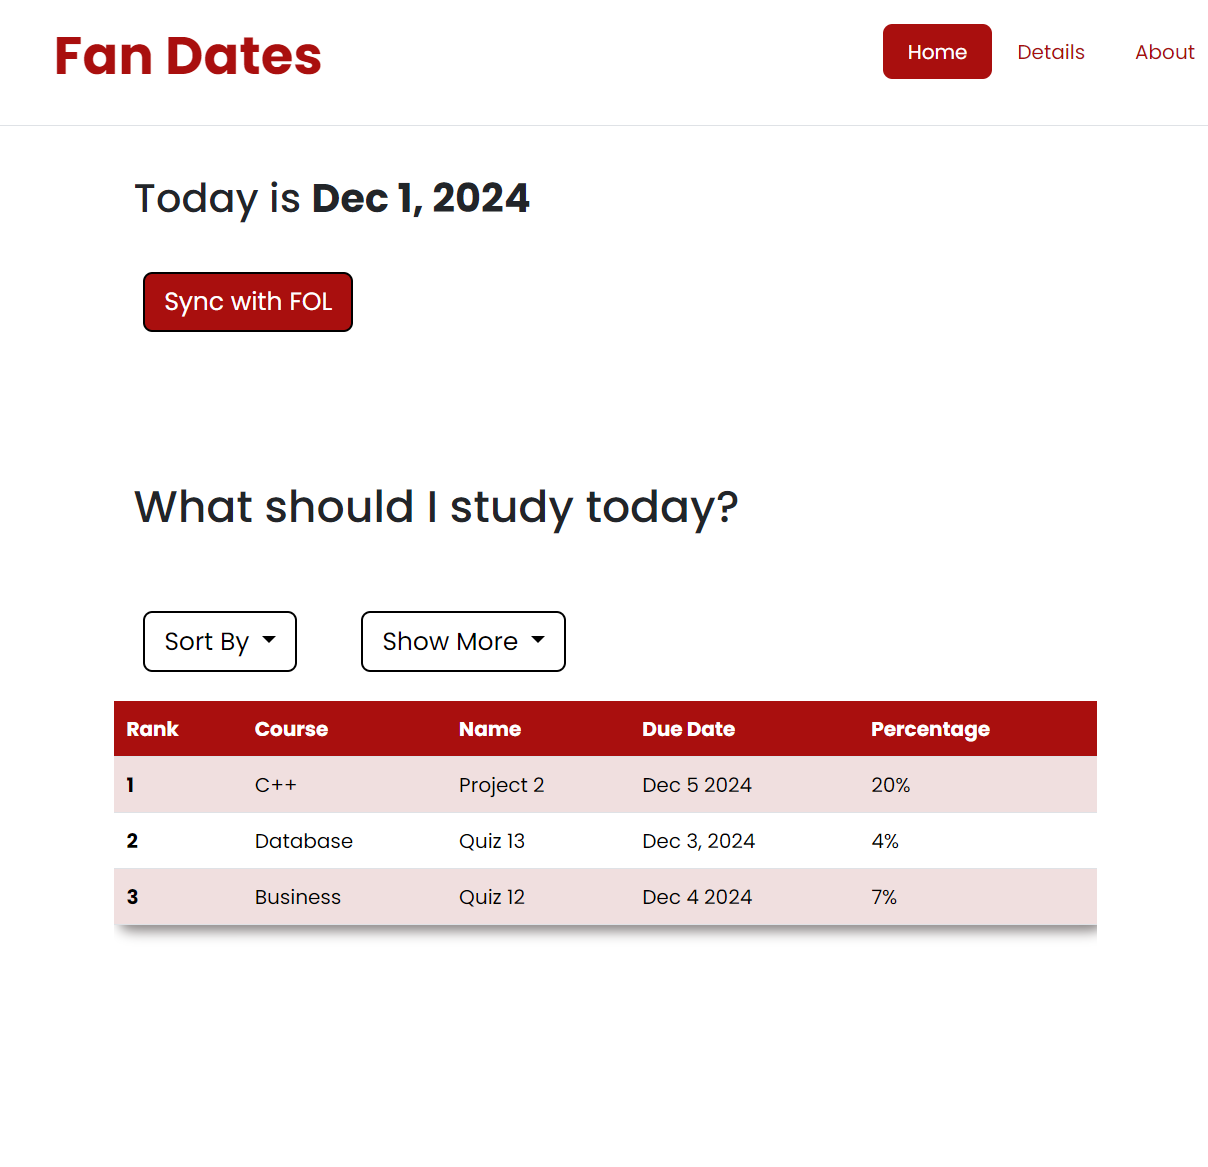 Fan Dates
Home Details About
Today is Dec 1, 2024
Sync with FOL
What should I study today?
Sort By Show More
Rank Course Name Due Date Percentage
1 C++ Project 2 Dec 5 2024 20%
2 Database Quiz 13 Dec 3, 2024 4%
3 Business Quiz 12 Dec 4 2024 7%